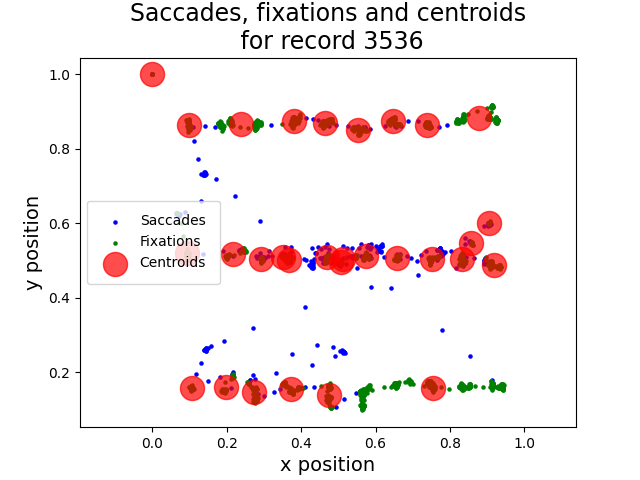 Saccades, fixations and centroids
for record 3536
1.0
0.8
0.6
0.4
0.2
y position
Saccades
Fixations
Centroids
0.0 0.2 0.4 0.6 0.8 1.0
x position